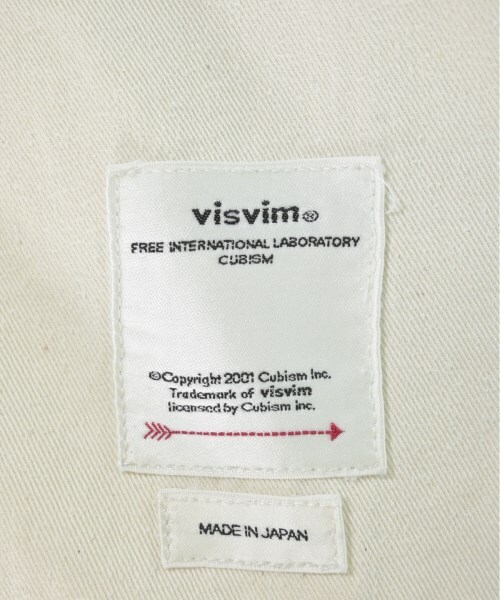 visvim®
FREE INTERNATIONAL LABORATORY
CUBISM
©Copyright 2001 Cubism Inc.
Trademark of visvim
licensed by Cubism inc.
MADE IN JAPAN